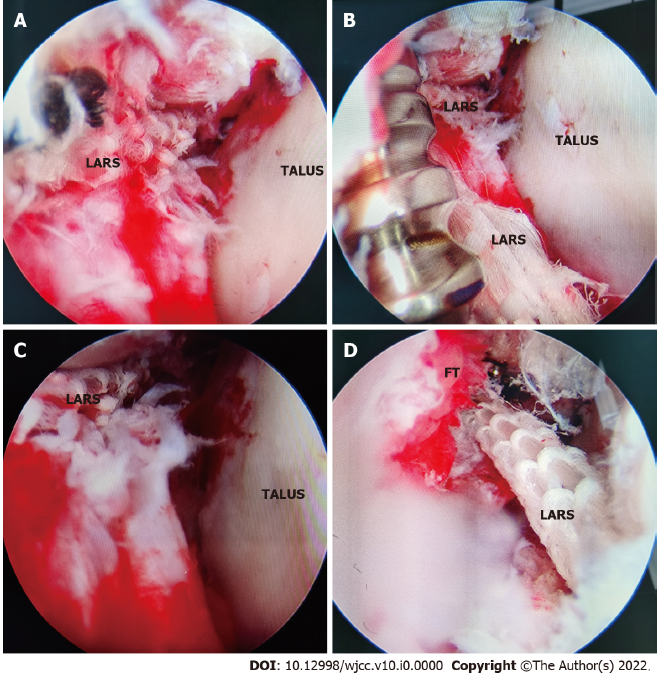 A
LARS
TALUS
B
LARS
TALUS
LARS
C
LARS
TALUS
D
FT
LARS
DOI: 10.12998/wjcc.v10.i0.0000 Copyright ©The Author(s) 2022.